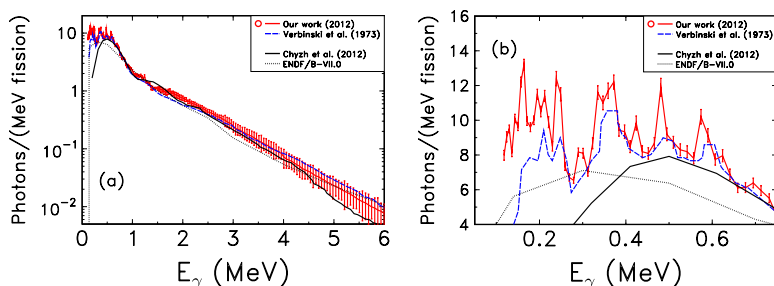 Photons/(MeV fission)
10
1
10⁻¹
10⁻²
Our work (2012)
Verbinski et al. (1973)
Chyzh et al. (2012)
ENDF/B-VII.0
(a)
0 1 2 3 4 5 6
Eγ (MeV)
Photons/(MeV fission)
16
14
12
10
8
6
4
(b)
Our work (2012)
Verbinski et al. (1973)
Chyzh et al. (2012)
ENDF/B-VII.0
0.2 0.4 0.6
Eγ (MeV)